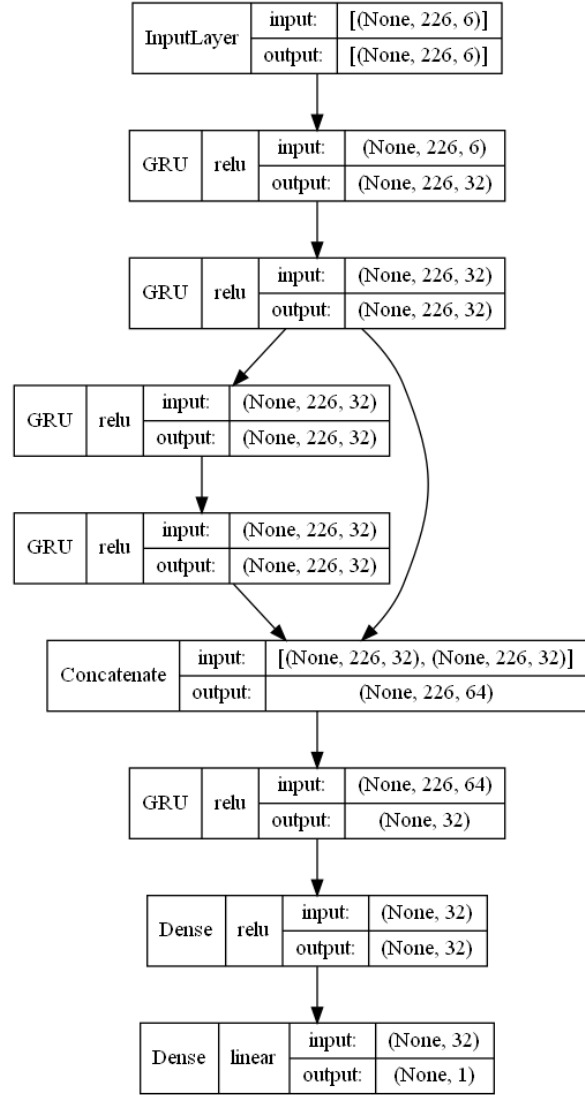 InputLayer
input: [(None, 226, 6)]
output: [(None, 226, 6)]
GRU relu
input: (None, 226, 6)
output: (None, 226, 32)
GRU relu
input: (None, 226, 32)
output: (None, 226, 32)
GRU relu
input: (None, 226, 32)
output: (None, 226, 32)
GRU relu
input: (None, 226, 32)
output: (None, 226, 32)
Concatenate
input: [(None, 226, 32), (None, 226, 32)]
output: (None, 226, 64)
GRU relu
input: (None, 226, 64)
output: (None, 32)
Dense relu
input: (None, 32)
output: (None, 32)
Dense linear
input: (None, 32)
output: (None, 1)